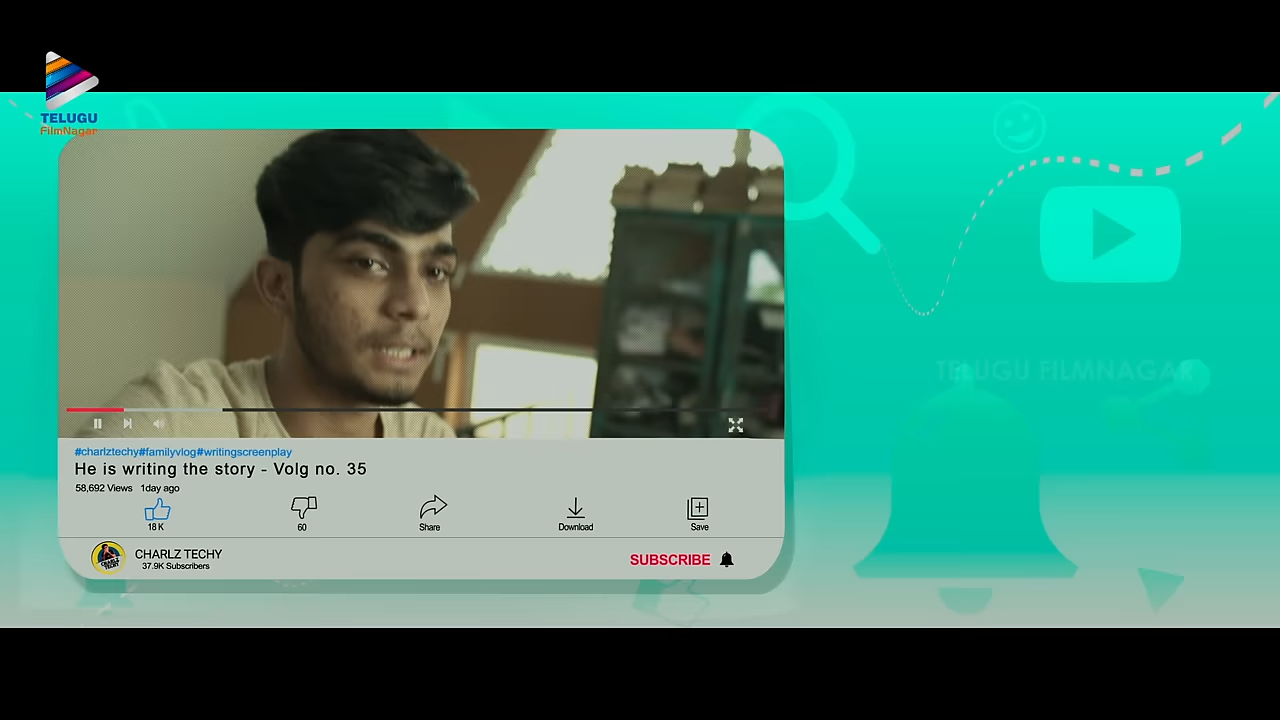 TELUGU
FilmNagar
TELUGU FILMNAGAR
#charlztechy#familyvlog#writingscreenplay
He is writing the story - Volg no. 35
58,692 Views 1day ago
18 K
60
Share
Download
Save
CHARLZ TECHY
37.9K Subscribers
SUBSCRIBE